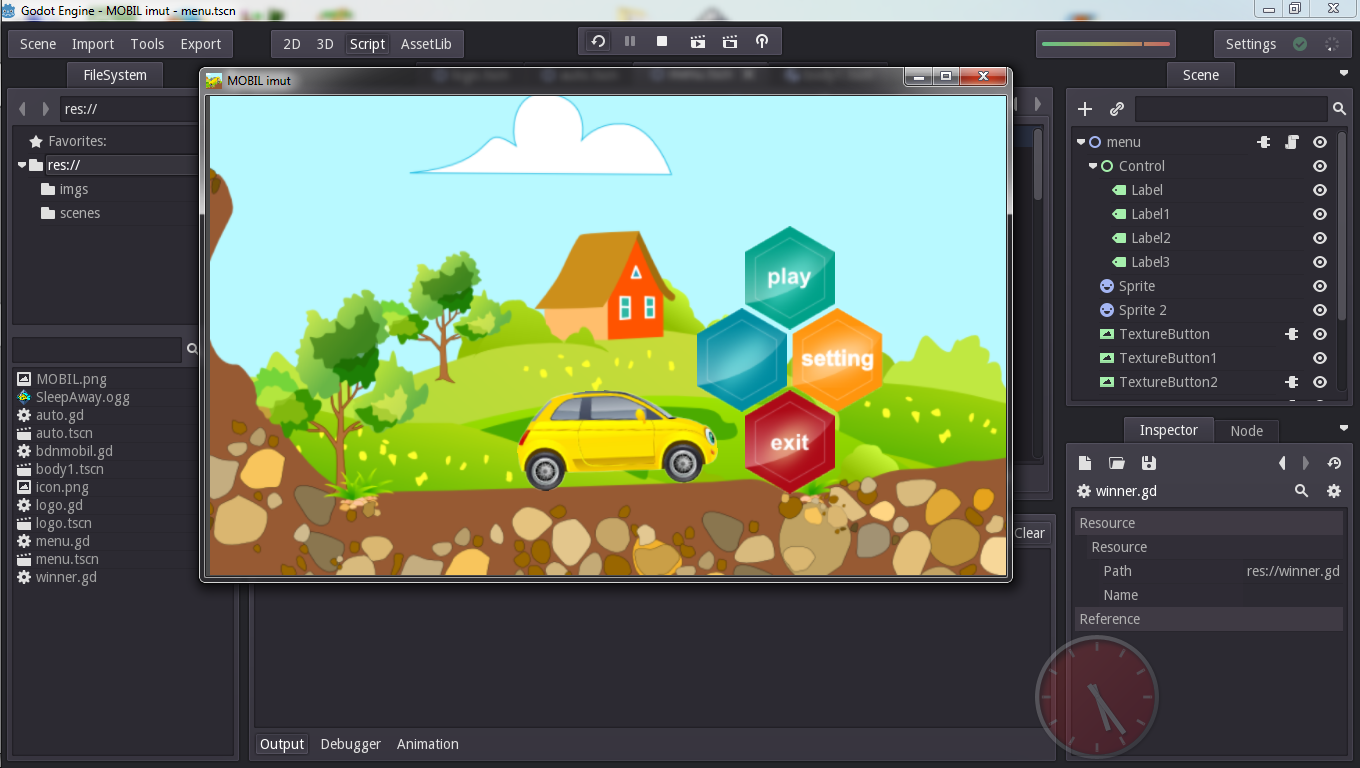 Godot Engine - MOBIL imut - menu.tscn
Scene Import Tools Export
2D 3D Script AssetLib
Settings
FileSystem
Scene
MOBIL imut
res://
Favorites:
res://
imgs
scenes
MOBIL.png
SleepAway.ogg
auto.gd
auto.tscn
bdnmobil.gd
body1.tscn
icon.png
logo.gd
logo.tscn
menu.gd
menu.tscn
winner.gd
play
setting
exit
Clear
Output Debugger Animation
menu
Control
Label
Label1
Label2
Label3
Sprite
Sprite 2
TextureButton
TextureButton1
TextureButton2
Inspector Node
winner.gd
Resource
Resource
Path res://winner.gd
Name
Reference